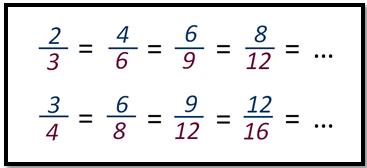 2/3 = 4/6 = 6/9 = 8/12 = ...
3/4 = 6/8 = 9/12 = 12/16 = ...